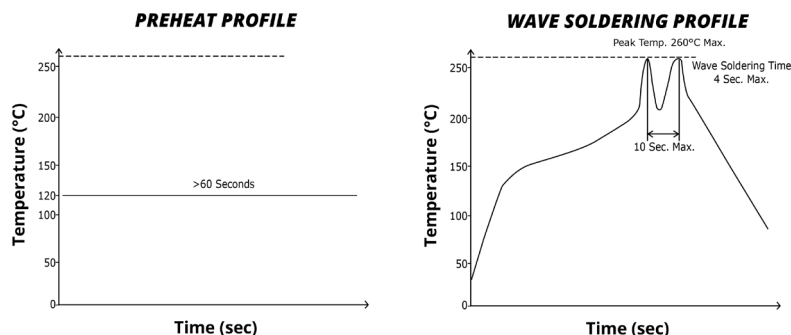 PREHEAT PROFILE
Temperature (°C)
250
200
150
120
100
50
0
>60 Seconds
Time (sec)
WAVE SOLDERING PROFILE
Peak Temp. 260°C Max.
Wave Soldering Time
4 Sec. Max.
Temperature (°C)
250
200
150
100
50
0
10 Sec. Max.
Time (sec)